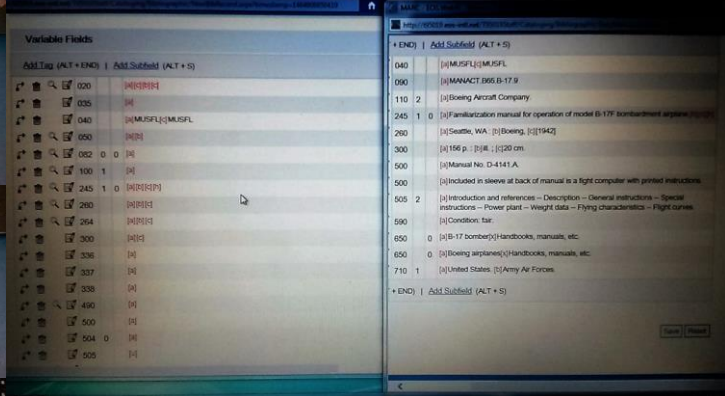 Variable Fields
Add Tag (ALT + END) | Add Subfield (ALT + S)
020 [a][c][b][c]
035 [a]
040 [a]MUSFL[c]MUSFL
050 [a][b]
082 0 0 [a]
100 1 [a]
245 1 0 [a][b][c][h]
260 [a][b][c]
264 [a][b][c]
300 [a][c]
336 [a]
337 [a]
338 [a]
490 [a]
500 [a]
504 0 [a]
505 [a]
MARC
+ END) | Add Subfield (ALT + S)
040 [a]MUSFL[c]MUSFL
090 [a]MANACT.B65.B-17.9
110 2 [a]Boeing Aircraft Company.
245 1 0 [a]Familiarization manual for operation of model B-17F bombardment airplane.
260 [a]Seattle, WA : [b]Boeing, [c][1942]
300 [a]156 p. : [b]ill. ; [c]20 cm.
500 [a]Manual No. D-4141.A.
500 [a]Included in sleeve at back of manual is a flight computer with printed instructions.
505 2 [a]Introduction and references -- Description -- General instructions -- Special
instructions -- Power plant -- Weight data -- Flying characteristics -- Flight curves.
590 [a]Condition: fair.
650 0 [a]B-17 bomber[x]Handbooks, manuals, etc.
650 0 [a]Boeing airplanes[x]Handbooks, manuals, etc.
710 1 [a]United States. [b]Army Air Forces.
+ END) | Add Subfield (ALT + S)
Save Reset